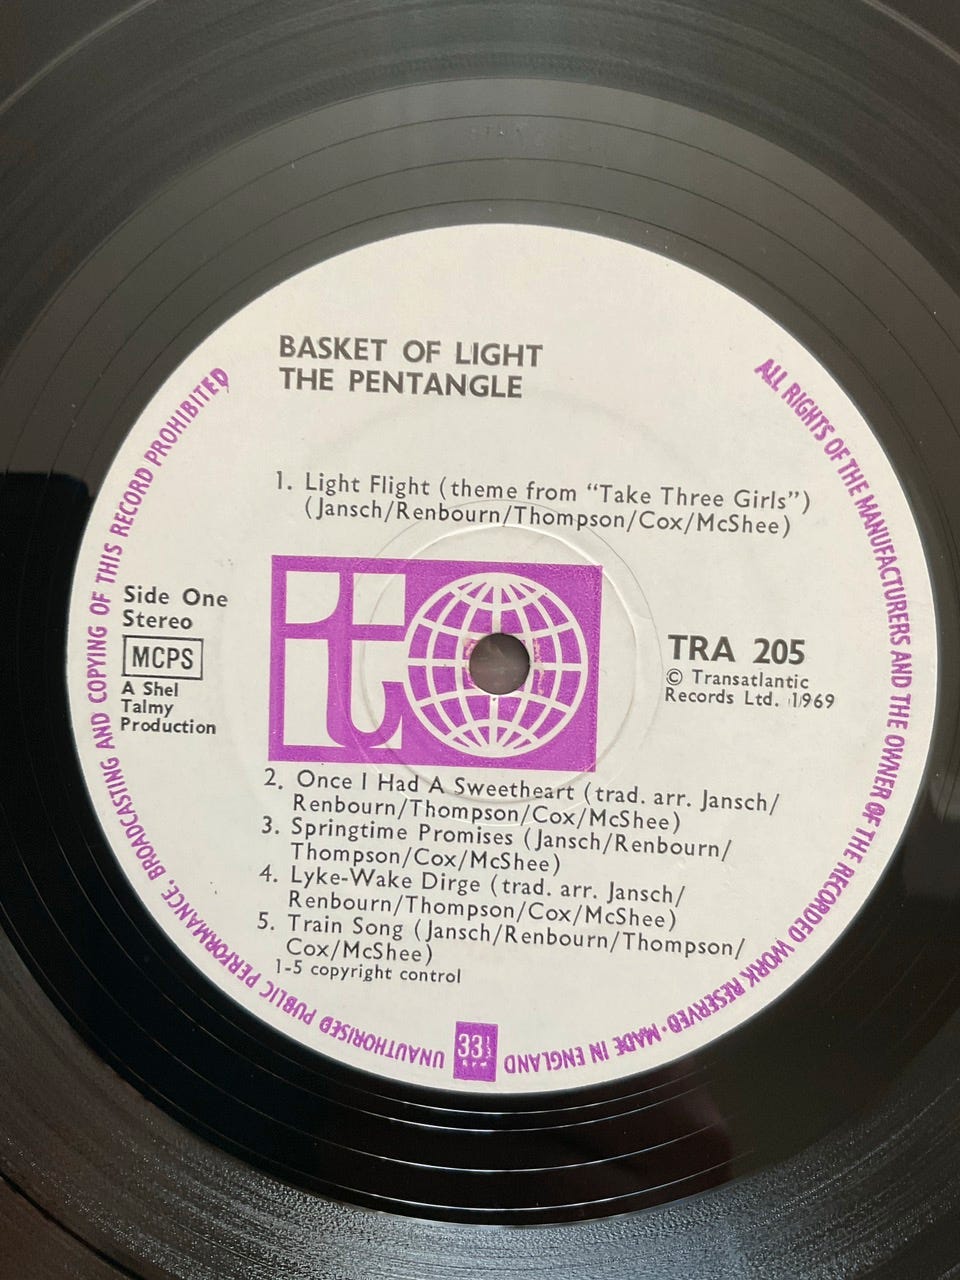 BASKET OF LIGHT
THE PENTANGLE
1. Light Flight (theme from “Take Three Girls”)
(Jansch/Renbourn/Thompson/Cox/McShee)
Side One
Stereo
MCPS
A Shel
Talmy
Production
t
TRA 205
© Transatlantic
Records Ltd. 1969
2. Once I Had A Sweetheart (trad. arr. Jansch/
Renbourn/Thompson/Cox/McShee)
3. Springtime Promises (Jansch/Renbourn/
Thompson/Cox/McShee)
4. Lyke-Wake Dirge (trad. arr. Jansch/
Renbourn/Thompson/Cox/McShee)
5. Train Song (Jansch/Renbourn/Thompson/
Cox/McShee)
1-5 copyright control
ALL RIGHTS OF THE MANUFACTURERS AND THE OWNER OF THE RECORDED WORK RESERVED · MADE IN ENGLAND
33⅓
UNAUTHORISED PUBLIC PERFORMANCE, BROADCASTING AND COPYING OF THIS RECORD PROHIBITED